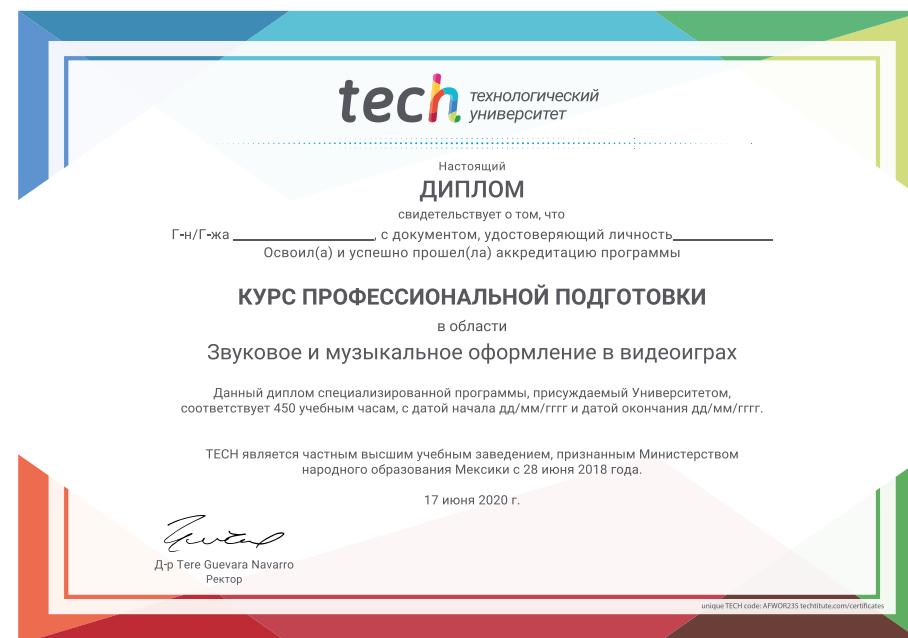 tech технологический
университет
Настоящий
ДИПЛОМ
свидетельствует о том, что
Г-н/Г-жа ____________________, с документом, удостоверяющий личность______________
Освоил(а) и успешно прошел(ла) аккредитацию программы
КУРС ПРОФЕССИОНАЛЬНОЙ ПОДГОТОВКИ
в области
Звуковое и музыкальное оформление в видеоиграх
Данный диплом специализированной программы, присуждаемый Университетом,
соответствует 450 учебным часам, с датой начала дд/мм/гггг и датой окончания дд/мм/гггг.
TECH является частным высшим учебным заведением, признанным Министерством
народного образования Мексики с 28 июня 2018 года.
17 июня 2020 г.
Д-р Tere Guevara Navarro
Ректор
unique TECH code: AFWOR23S techtitute.com/certificates